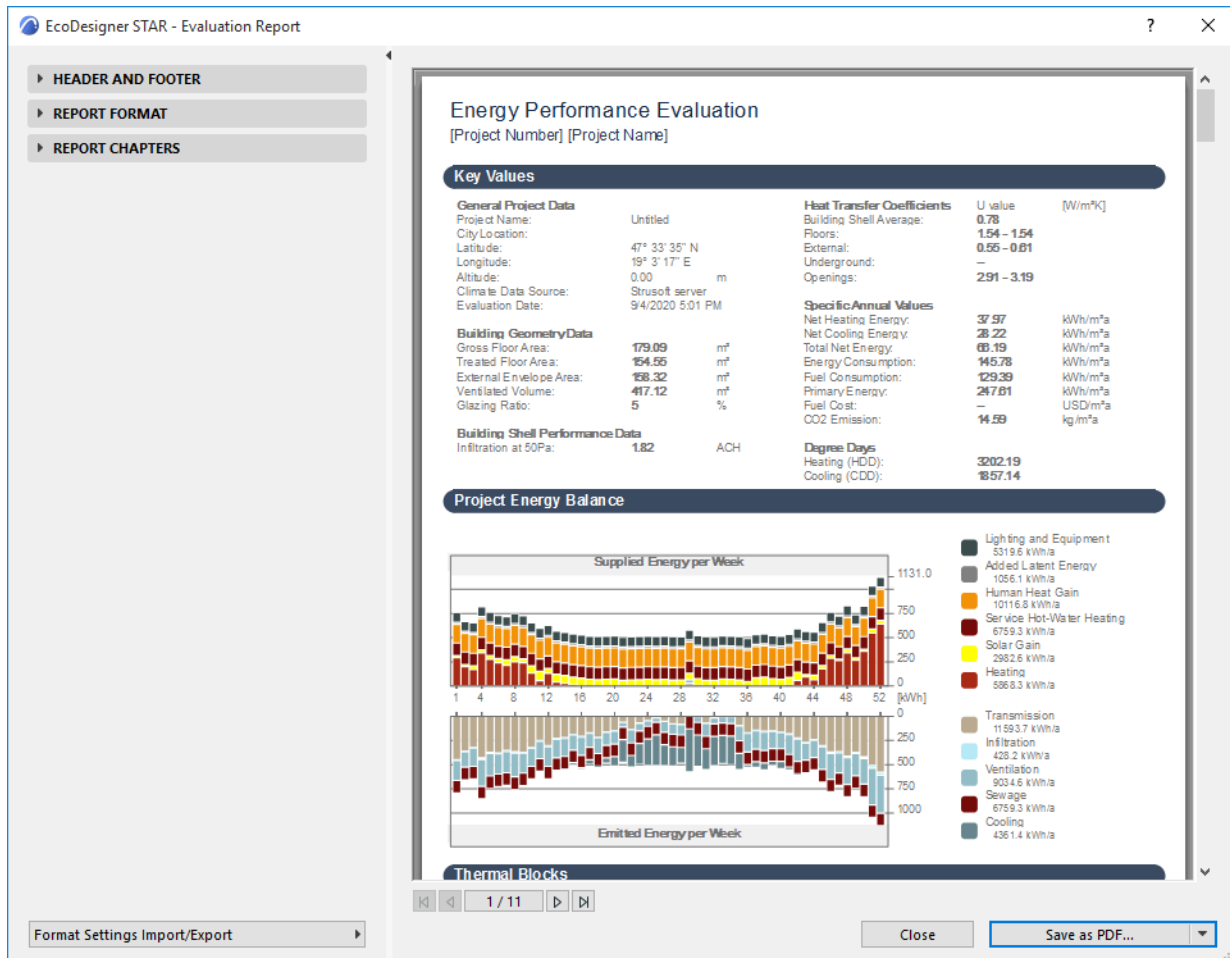 EcoDesigner STAR - Evaluation Report
?
HEADER AND FOOTER
REPORT FORMAT
REPORT CHAPTERS
Energy Performance Evaluation
[Project Number] [Project Name]
Key Values
General Project Data
Project Name: Untitled
City Location:
Latitude: 47° 33' 35" N
Longitude: 19° 3' 17" E
Altitude: 0.00 m
Climate Data Source: Strusoft server
Evaluation Date: 9/4/2020 5:01 PM
Building Geometry Data
Gross Floor Area: 179.09 m²
Treated Floor Area: 154.55 m²
External Envelope Area: 158.32 m²
Ventilated Volume: 417.12 m³
Glazing Ratio: 5 %
Building Shell Performance Data
Infiltration at 50Pa: 1.82 ACH
Heat Transfer Coefficients U value [W/m²K]
Building Shell Average: 0.78
Floors: 1.54 - 1.54
External: 0.55 - 0.61
Underground: --
Openings: 2.91 - 3.19
Specific Annual Values
Net Heating Energy: 37.97 kWh/m²a
Net Cooling Energy: 28.22 kWh/m²a
Total Net Energy: 66.19 kWh/m²a
Energy Consumption: 145.78 kWh/m²a
Fuel Consumption: 129.39 kWh/m²a
Primary Energy: 247.61 kWh/m²a
Fuel Cost: -- USD/m²a
CO2 Emission: 14.59 kg/m²a
Degree Days
Heating (HDD): 3202.19
Cooling (CDD): 1857.14
Project Energy Balance
Supplied Energy per Week
1131.0
750
500
250
0
1 4 8 12 16 20 24 28 32 36 40 44 48 52 [kWh]
0
250
500
750
1000
Emitted Energy per Week
Lighting and Equipment
5319.6 kWh/a
Added Latent Energy
1056.1 kWh/a
Human Heat Gain
10116.8 kWh/a
Service Hot-Water Heating
6759.3 kWh/a
Solar Gain
2982.6 kWh/a
Heating
5868.3 kWh/a
Transmission
11593.7 kWh/a
Infiltration
428.2 kWh/a
Ventilation
9034.6 kWh/a
Sewage
6759.3 kWh/a
Cooling
4361.4 kWh/a
Thermal Blocks
1 / 11
Format Settings Import/Export
Close
Save as PDF...